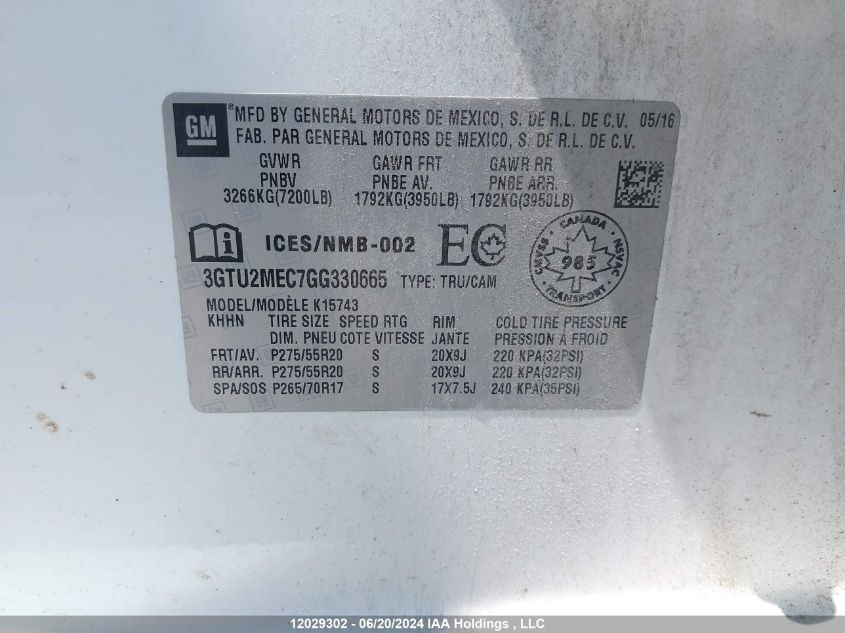 GM ® MFD BY GENERAL MOTORS DE MEXICO, S. DE R.L. DE C.V. 05/16
FAB. PAR GENERAL MOTORS DE MEXICO, S. DE R.L. DE C.V.
GVWR GAWR FRT GAWR RR
PNBV PNBE AV. PNBE ARR.
3266KG(7200LB) 1792KG(3950LB) 1792KG(3950LB)
ICES/NMB-002 EC CANADA CMVSS 985 NSVAC TRANSPORT
3GTU2MEC7GG330665 TYPE: TRU/CAM
MODEL/MODÈLE K15743
KHHN TIRE SIZE SPEED RTG RIM COLD TIRE PRESSURE
DIM. PNEU COTE VITESSE JANTE PRESSION À FROID
FRT/AV. P275/55R20 S 20X9J 220 KPA(32PSI)
RR/ARR. P275/55R20 S 20X9J 220 KPA(32PSI)
SPA/SOS P265/70R17 S 17X7.5J 240 KPA(35PSI)
12029302 - 06/20/2024 IAA Holdings , LLC